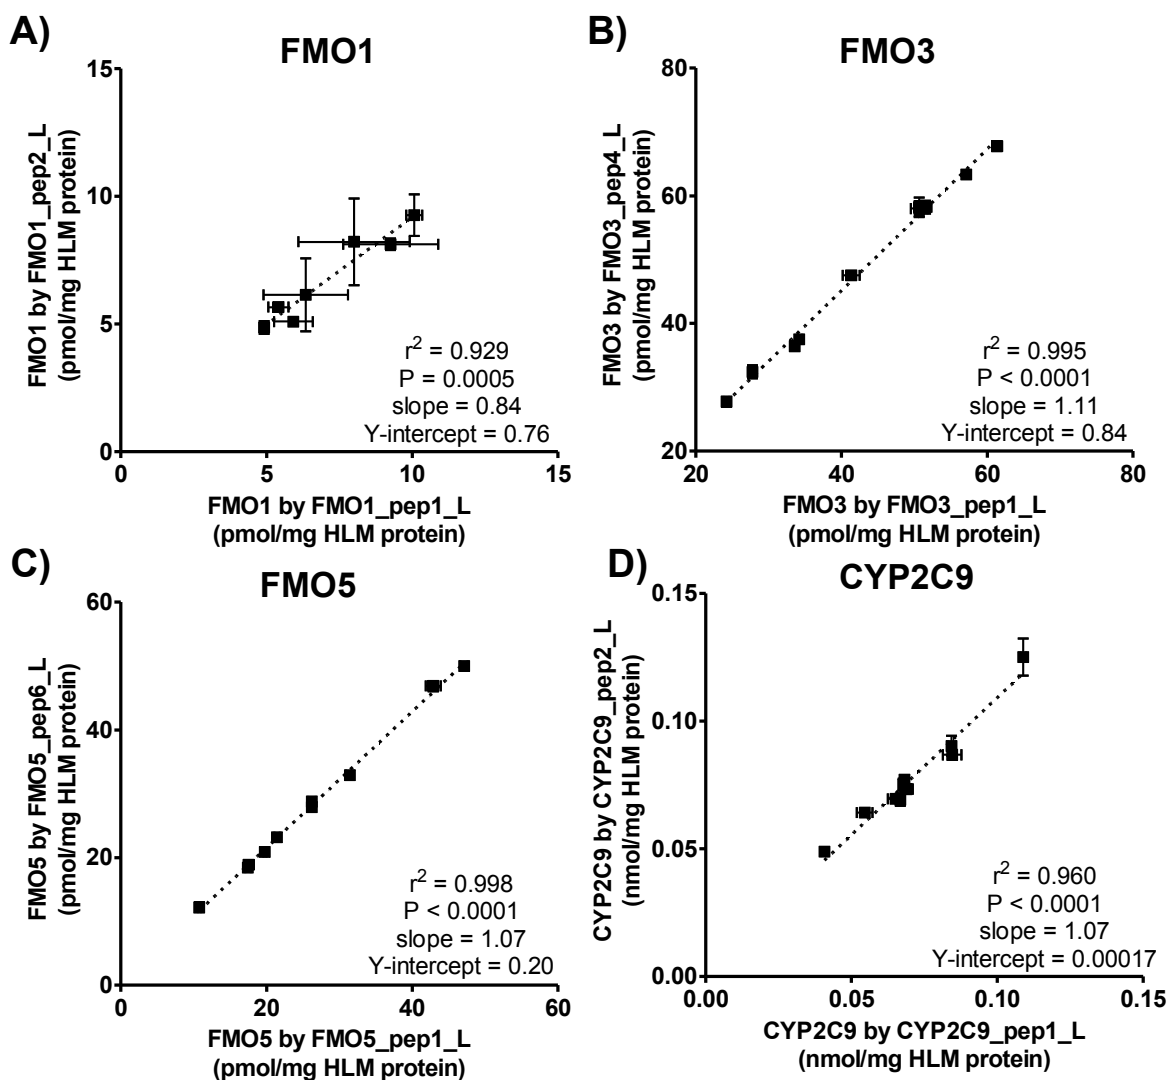 A)
FMO1
FMO1 by FMO1_pep2_L
(pmol/mg HLM protein)
15
10
5
0
0 5 10 15
r² = 0.929
P = 0.0005
slope = 0.84
Y-intercept = 0.76
FMO1 by FMO1_pep1_L
(pmol/mg HLM protein)
B)
FMO3
FMO3 by FMO3_pep4_L
(pmol/mg HLM protein)
80
60
40
20
20 40 60 80
r² = 0.995
P < 0.0001
slope = 1.11
Y-intercept = 0.84
FMO3 by FMO3_pep1_L
(pmol/mg HLM protein)
C)
FMO5
FMO5 by FMO5_pep6_L
(pmol/mg HLM protein)
60
40
20
0
0 20 40 60
r² = 0.998
P < 0.0001
slope = 1.07
Y-intercept = 0.20
FMO5 by FMO5_pep1_L
(pmol/mg HLM protein)
D)
CYP2C9
CYP2C9 by CYP2C9_pep2_L
(nmol/mg HLM protein)
0.15
0.10
0.05
0.00
0.00 0.05 0.10 0.15
r² = 0.960
P < 0.0001
slope = 1.07
Y-intercept = 0.00017
CYP2C9 by CYP2C9_pep1_L
(nmol/mg HLM protein)